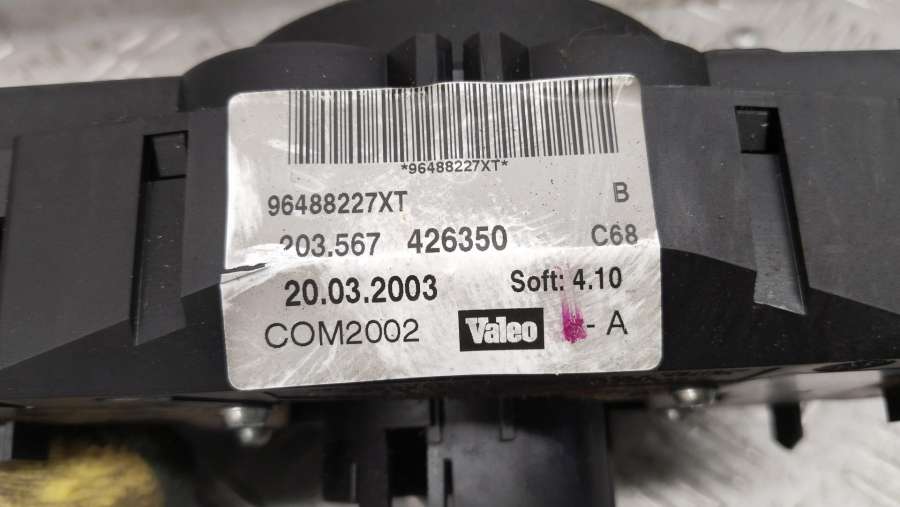 *96488227XT*
96488227XT B
203.567 426350 C68
20.03.2003 Soft: 4.10
COM2002 Valeo - A